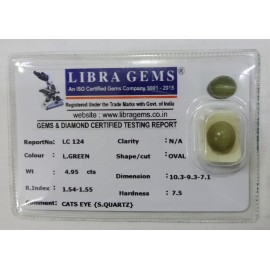 LIBRA GEMS®
An ISO Certified Gems Company 9001 - 2015
Registered Under the Trade Marks with Govt. of India
website : www.libragems.co.in
GEMS & DIAMOND CERTIFIED TESTING REPORT
ReportNo: LC 124 Clarity N/A
Colour L.GREEN Shape/cut OVAL
Wt 4.95 cts Dimension 10.3-9.3-7.1
R.Index 1.54-1.55 Hardness 7.5
Comment: CATS EYE {S.QUARTZ}